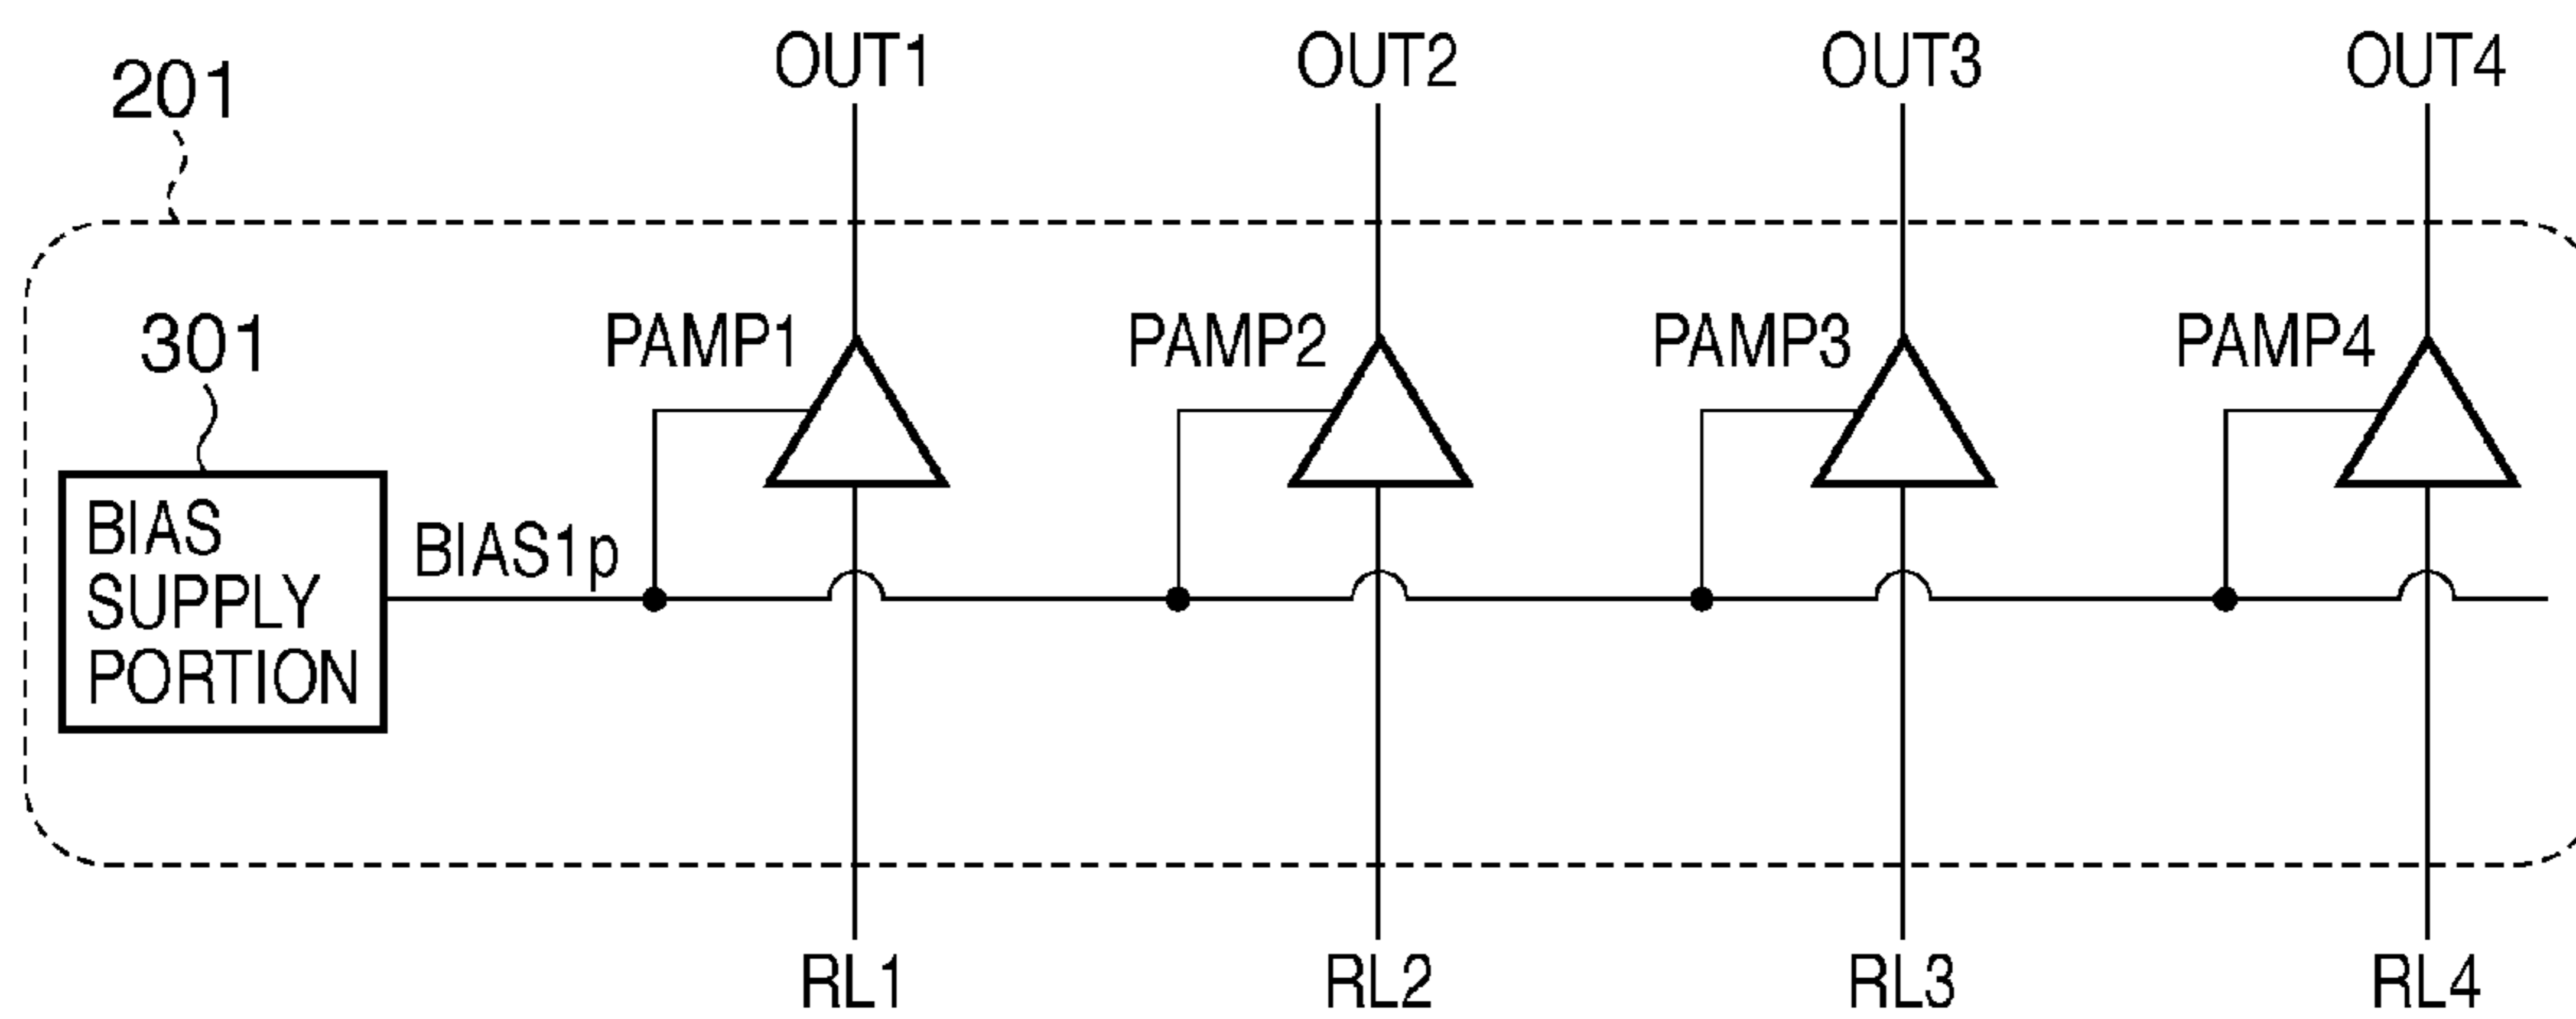 OUT1 OUT2 OUT3 OUT4
201
PAMP1 PAMP2 PAMP3 PAMP4
301
BIAS
SUPPLY
PORTION
BIAS1p
RL1 RL2 RL3 RL4